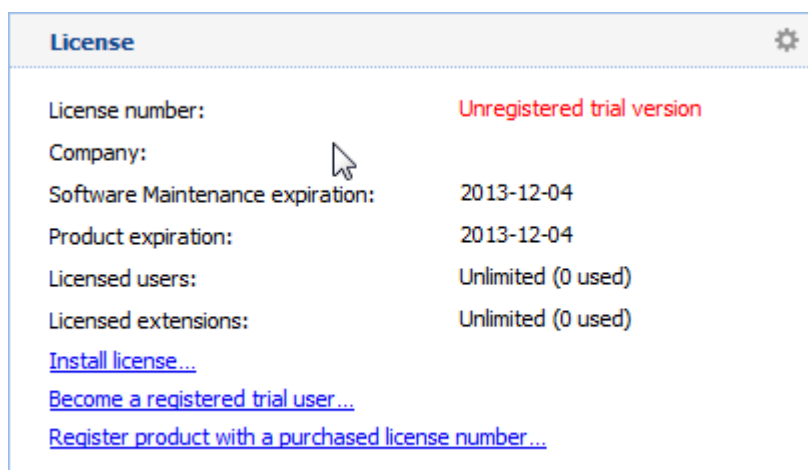 License
License number: Unregistered trial version
Company:
Software Maintenance expiration: 2013-12-04
Product expiration: 2013-12-04
Licensed users: Unlimited (0 used)
Licensed extensions: Unlimited (0 used)
Install license...
Become a registered trial user...
Register product with a purchased license number...